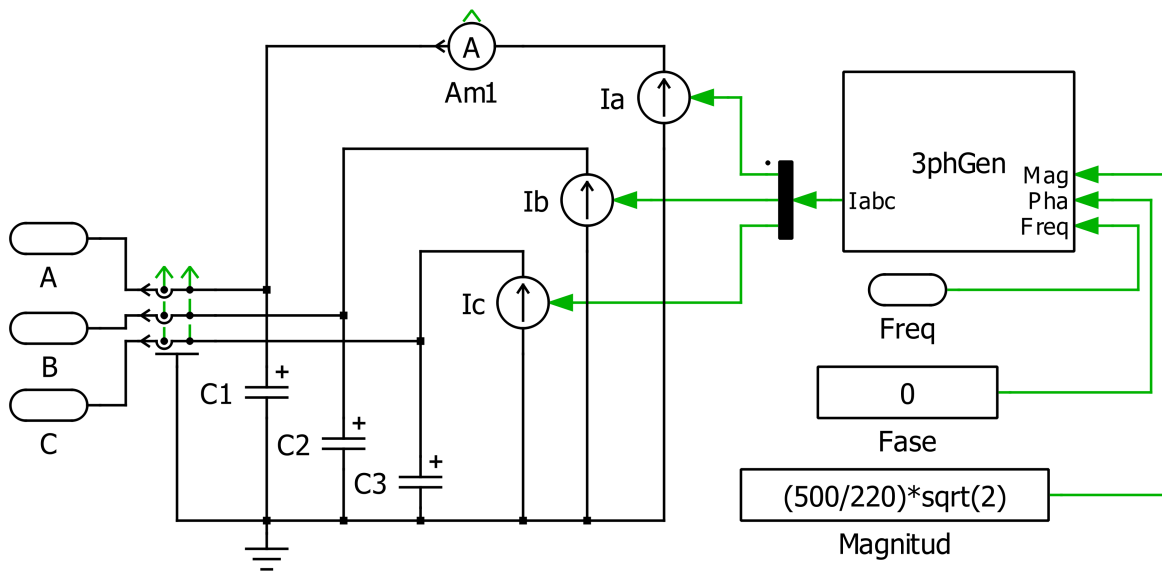 A
Am1
Ia
3phGen
Mag
Ib
Iabc
Pha
Freq
A
Ic
Freq
B
C1
0
C2
Fase
C
C3
(500/220)*sqrt(2)
Magnitud